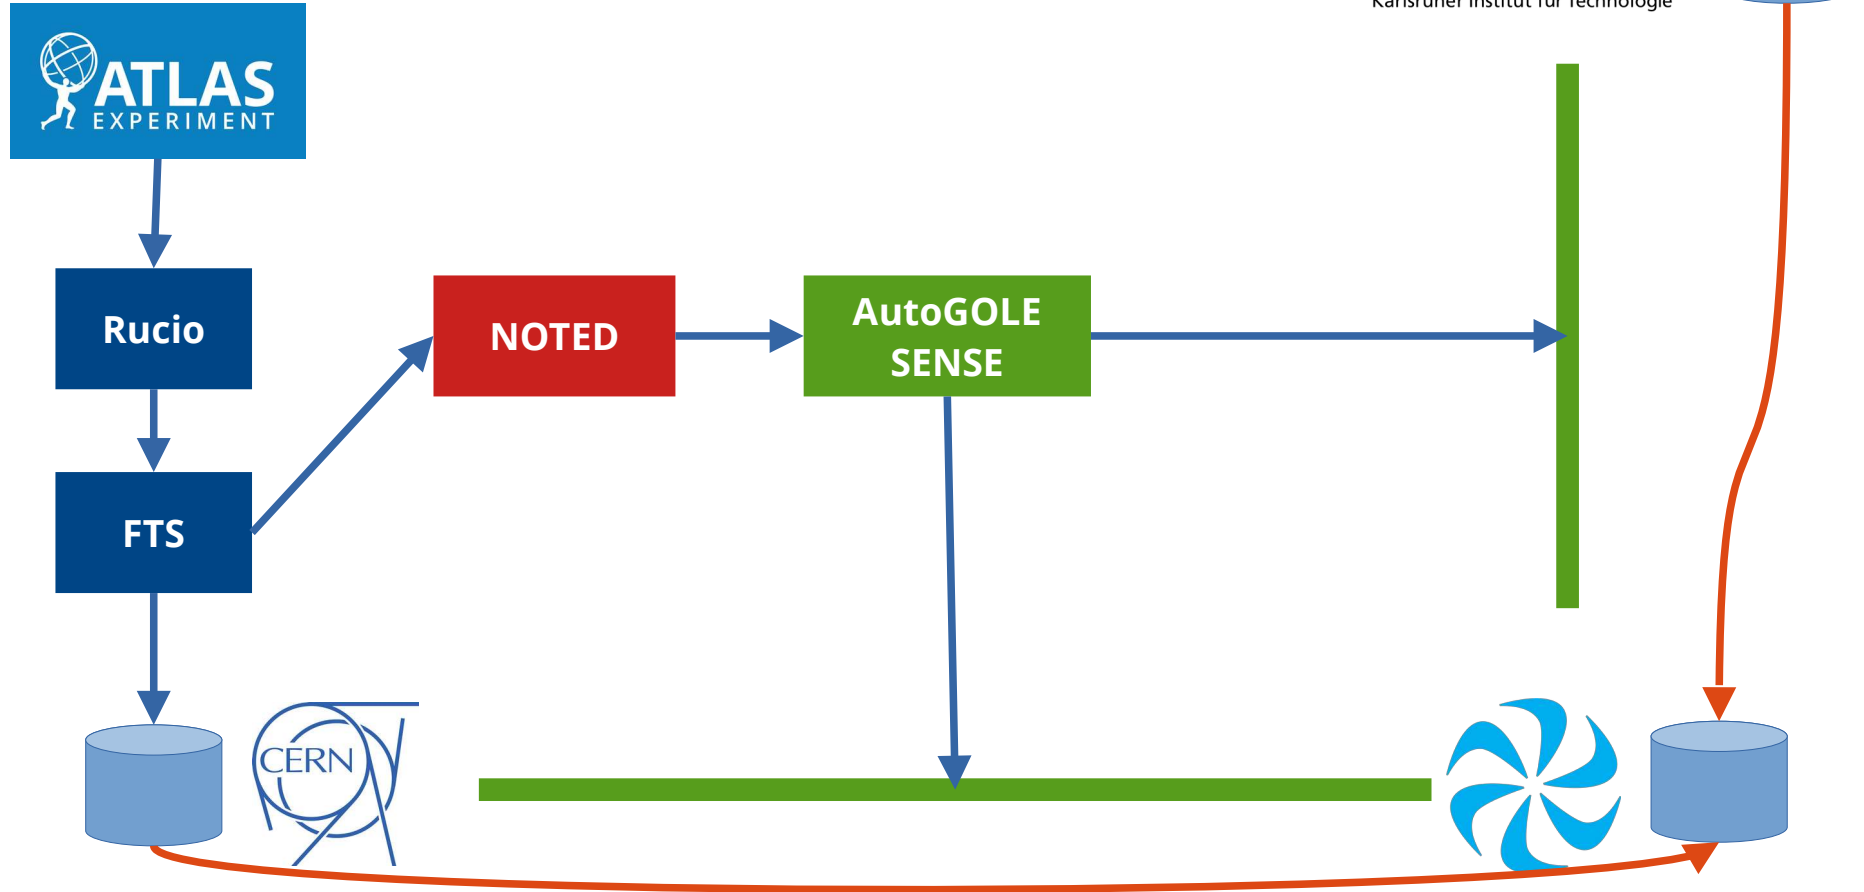 Karlsruher Institut für Technologie
ATLAS
EXPERIMENT
Rucio
NOTED
AutoGOLE
SENSE
FTS
CERN